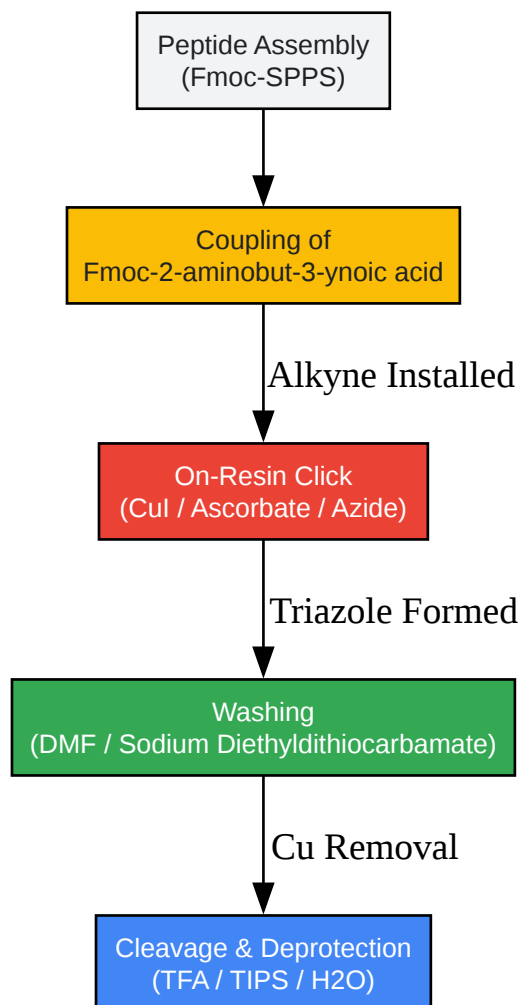 Peptide Assembly
(Fmoc-SPPS)
Coupling of
Fmoc-2-aminobut-3-ynoic acid
Alkyne Installed
On-Resin Click
(CuI / Ascorbate / Azide)
Triazole Formed
Washing
(DMF / Sodium Diethyldithiocarbamate)
Cu Removal
Cleavage & Deprotection
(TFA / TIPS / H2O)